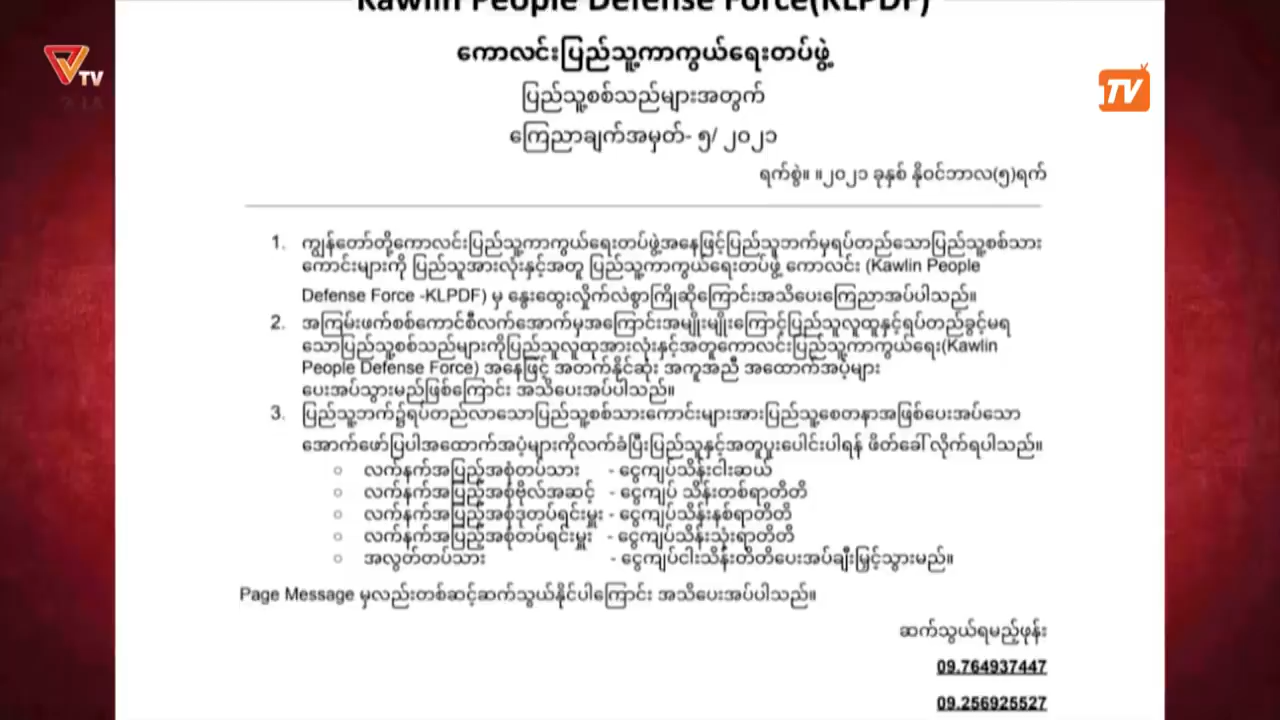 Kawlin People Defense Force(KLPDF)
ကောလင်းပြည်သူ့ကာကွယ်ရေးတပ်ဖွဲ့
ပြည်သူ့စစ်သည်များအတွက်
ကြေညာချက်အမှတ်- ၅/ ၂၀၂၁
ရက်စွဲ။ ။၂၀၂၁ ခုနှစ် နိုဝင်ဘာလ(၅)ရက်
TV
TV
1. ကျွန်တော်တို့ကောလင်းပြည်သူ့ကာကွယ်ရေးတပ်ဖွဲ့အနေဖြင့်ပြည်သူဘက်မှရပ်တည်သောပြည်သူ့စစ်သား
ကောင်းများကို ပြည်သူအားလုံးနှင့်အတူ ပြည်သူ့ကာကွယ်ရေးတပ်ဖွဲ့ ကောလင်း (Kawlin People
Defense Force -KLPDF) မှ နွေးထွေးလှိုက်လဲစွာကြိုဆိုကြောင်းအသိပေးကြေညာအပ်ပါသည်။
2. အကြမ်းဖက်စစ်ကောင်စီလက်အောက်မှအကြောင်းအမျိုးမျိုးကြောင့်ပြည်သူလူထုနှင့်ရပ်တည်ခွင့်မရ
သောပြည်သူ့စစ်သည်များကိုပြည်သူလူထုအားလုံးနှင့်အတူကောလင်းပြည်သူ့ကာကွယ်ရေး(Kawlin
People Defense Force) အနေဖြင့် အတက်နိုင်ဆုံး အကူအညီ အထောက်အပံ့များ
ပေးအပ်သွားမည်ဖြစ်ကြောင်း အသိပေးအပ်ပါသည်။
3. ပြည်သူ့ဘက်၌ရပ်တည်လာသောပြည်သူ့စစ်သားကောင်းများအားပြည်သူ့စေတနာအဖြစ်ပေးအပ်သော
အောက်ဖော်ပြပါအထောက်အပံ့များကိုလက်ခံပြီးပြည်သူနှင့်အတူပူးပေါင်းပါရန် ဖိတ်ခေါ်လိုက်ရပါသည်။
○ လက်နက်အပြည့်အစုံတပ်သား - ငွေကျပ်သိန်းငါးဆယ်
○ လက်နက်အပြည့်အစုံဗိုလ်အဆင့် - ငွေကျပ် သိန်းတစ်ရာတိတိ
○ လက်နက်အပြည့်အစုံဒုတပ်ရင်းမှူး - ငွေကျပ်သိန်းနှစ်ရာတိတိ
○ လက်နက်အပြည့်အစုံတပ်ရင်းမှူး - ငွေကျပ်သိန်းသုံးရာတိတိ
○ အလွတ်တပ်သား - ငွေကျပ်ငါးသိန်းတိတိပေးအပ်ချီးမြှင့်သွားမည်။
Page Message မှလည်းတစ်ဆင့်ဆက်သွယ်နိုင်ပါကြောင်း အသိပေးအပ်ပါသည်။
ဆက်သွယ်ရမည့်ဖုန်း
09.764937447
09.256925527